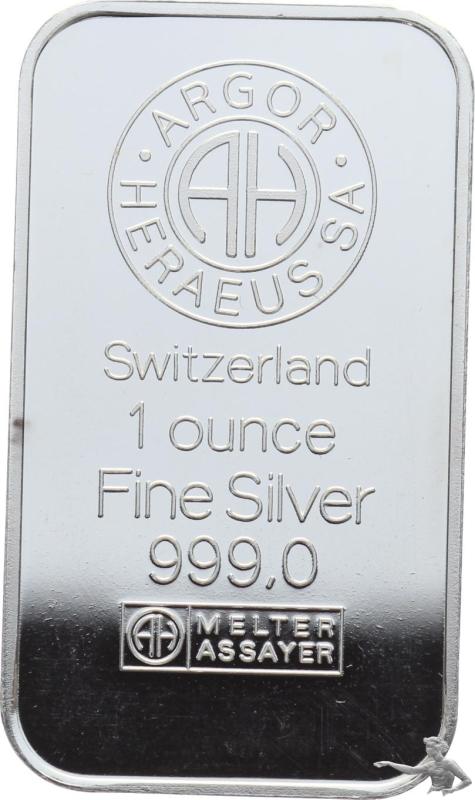 · ARGOR ·
HERAEUS SA
AH
Switzerland
1 ounce
Fine Silver
999,0
AH
MELTER
ASSAYER